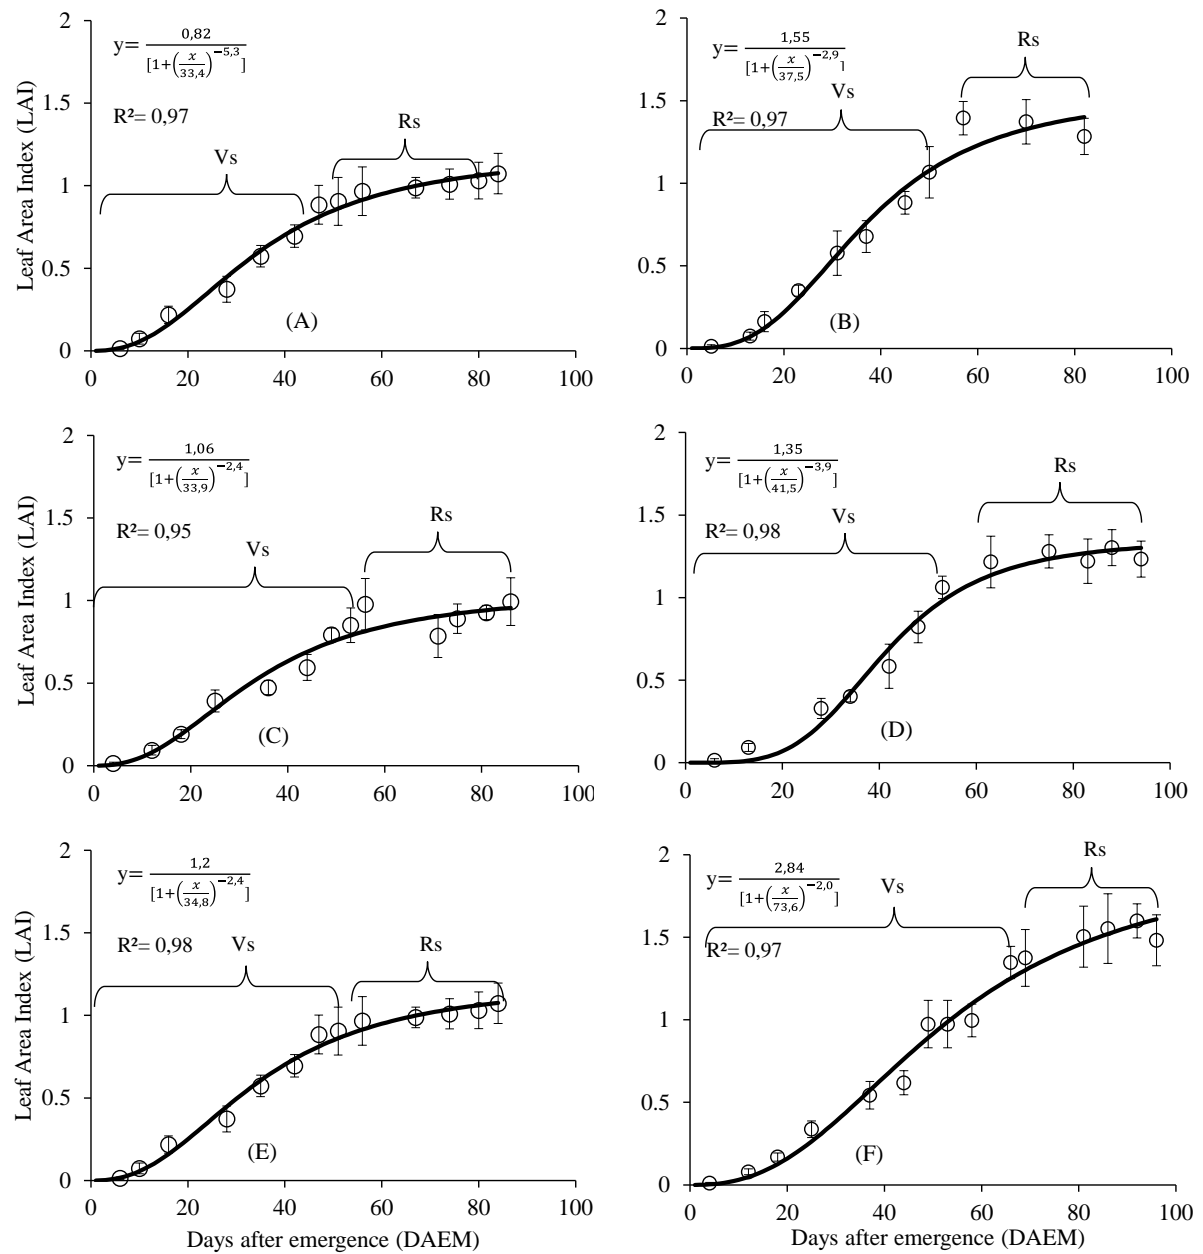 2
1.5
1
0.5
0
0 20 40 60 80 100
Leaf Area Index (LAI)
y= 0,82 / [1+(x/33,4)^−5,3]
R²= 0,97
Vs
Rs
(A)
2
1.5
1
0.5
0
0 20 40 60 80 100
y= 1,55 / [1+(x/37,5)^−2,9]
R²= 0,97
Vs
Rs
(B)
2
1.5
1
0.5
0
0 20 40 60 80 100
Leaf Area Index (LAI)
y= 1,06 / [1+(x/33,9)^−2,4]
R²= 0,95
Vs
Rs
(C)
2
1.5
1
0.5
0
0 20 40 60 80 100
y= 1,35 / [1+(x/41,5)^−3,9]
R²= 0,98
Vs
Rs
(D)
2
1.5
1
0.5
0
0 20 40 60 80 100
Leaf Area Index (LAI)
y= 1,2 / [1+(x/34,8)^−2,4]
R²= 0,98
Vs
Rs
(E)
Days after emergence (DAEM)
2
1.5
1
0.5
0
0 20 40 60 80 100
y= 2,84 / [1+(x/73,6)^−2,0]
R²= 0,97
Vs
Rs
(F)
Days after emergence (DAEM)